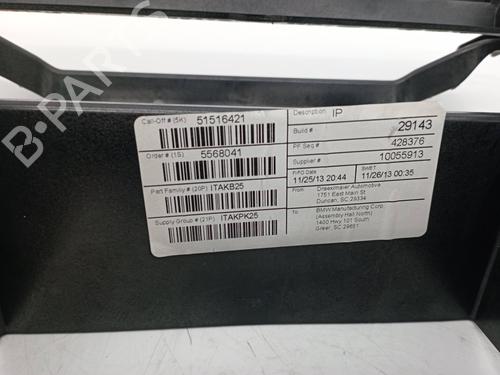 Call-Off # (5K) 51516421
Order # (1S) 5568041
Part Family # (20P) ITAKB25
Supply Group # (21P) ITAKPK25
Description IP
Build # 29143
PF Seq # 428376
Supplier # 10055913
FIFO Date
11/25/13 20:44
SWET
11/26/13 00:35
From
Draexlmaier Automotive
1751 East Main St
Duncan, SC 29334
To
BMW Manufacturing Corp.
(Assembly Hall North)
1400 Hwy 101 South
Greer, SC 29651
B-PARTS